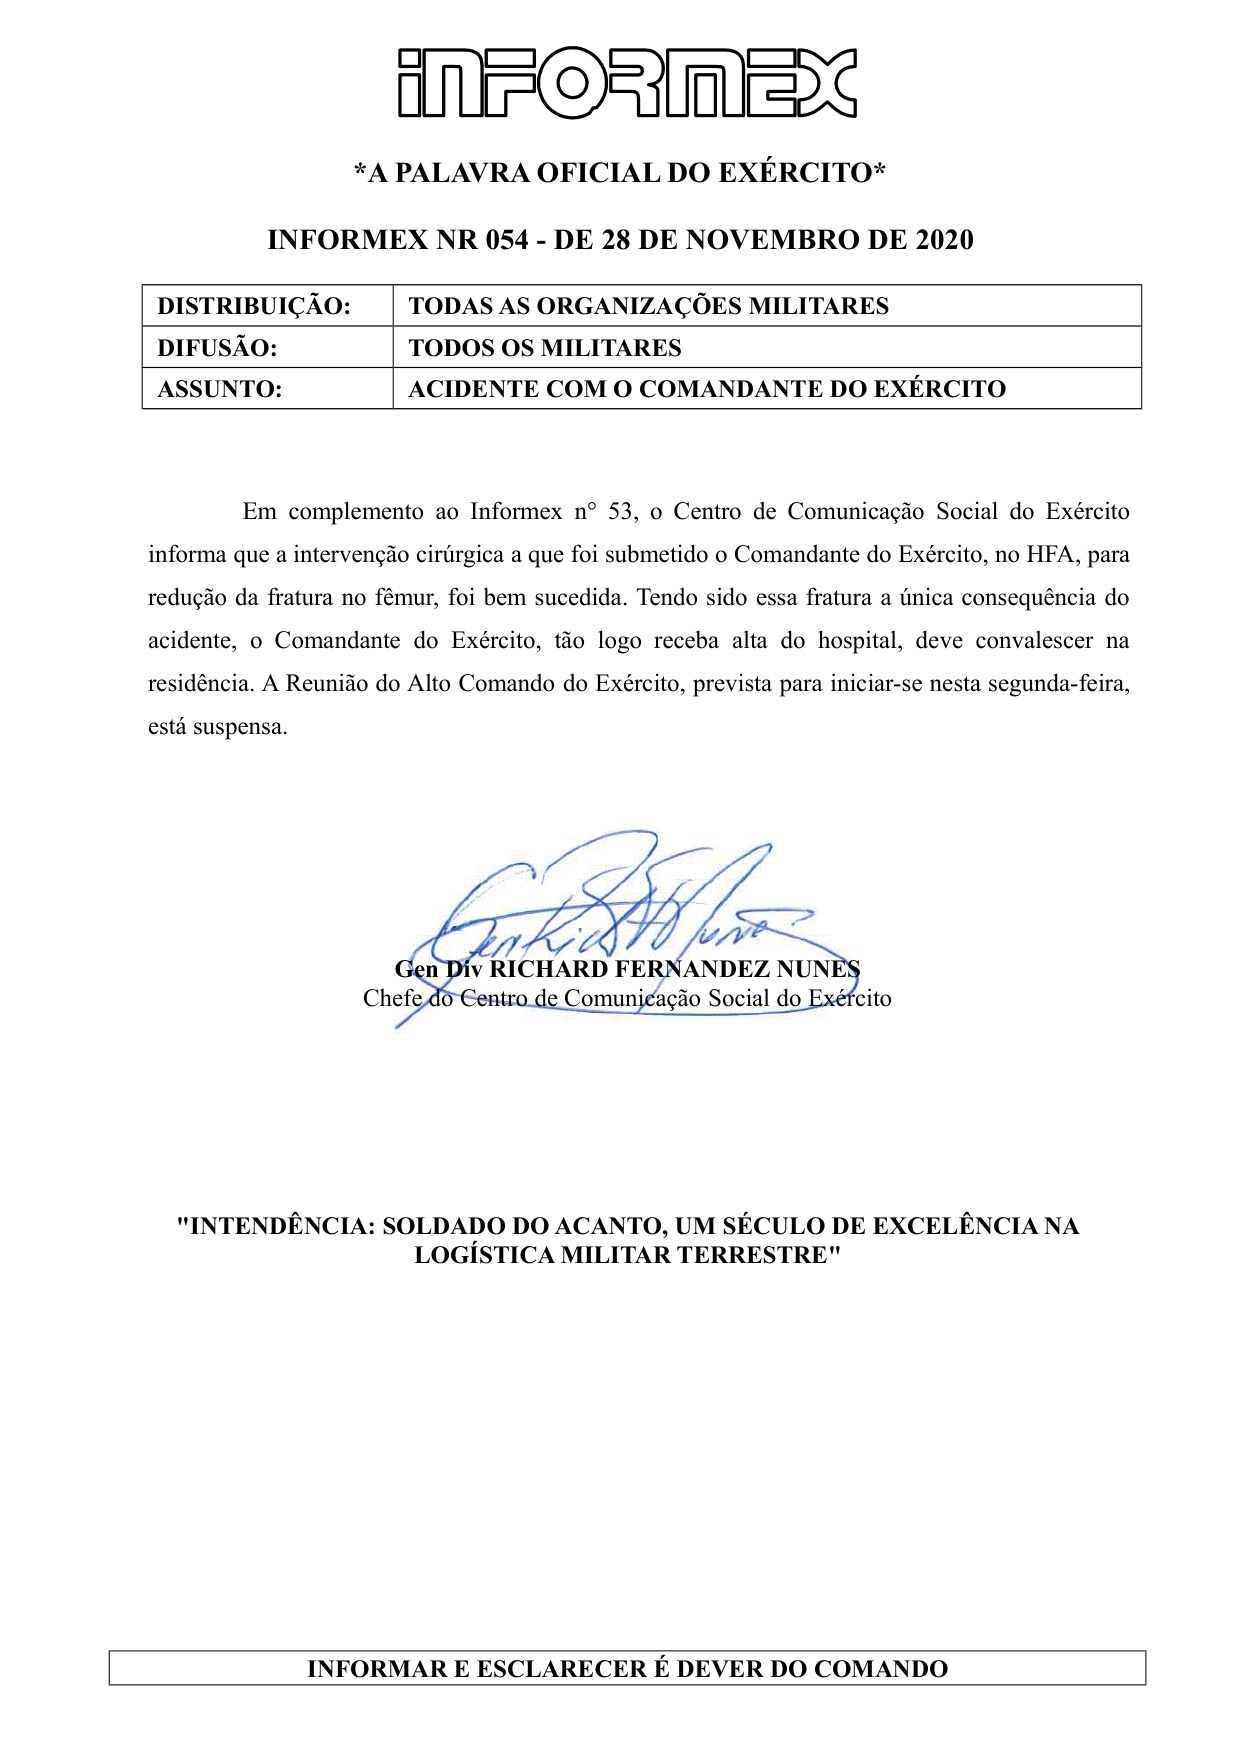 INFORMEX
*A PALAVRA OFICIAL DO EXÉRCITO*
INFORMEX NR 054 - DE 28 DE NOVEMBRO DE 2020
DISTRIBUIÇÃO: TODAS AS ORGANIZAÇÕES MILITARES
DIFUSÃO: TODOS OS MILITARES
ASSUNTO: ACIDENTE COM O COMANDANTE DO EXÉRCITO
Em complemento ao Informex n° 53, o Centro de Comunicação Social do Exército
informa que a intervenção cirúrgica a que foi submetido o Comandante do Exército, no HFA, para
redução da fratura no fêmur, foi bem sucedida. Tendo sido essa fratura a única consequência do
acidente, o Comandante do Exército, tão logo receba alta do hospital, deve convalescer na
residência. A Reunião do Alto Comando do Exército, prevista para iniciar-se nesta segunda-feira,
está suspensa.
Gen Div RICHARD FERNANDEZ NUNES
Chefe do Centro de Comunicação Social do Exército
"INTENDÊNCIA: SOLDADO DO ACANTO, UM SÉCULO DE EXCELÊNCIA NA
LOGÍSTICA MILITAR TERRESTRE"
INFORMAR E ESCLARECER É DEVER DO COMANDO